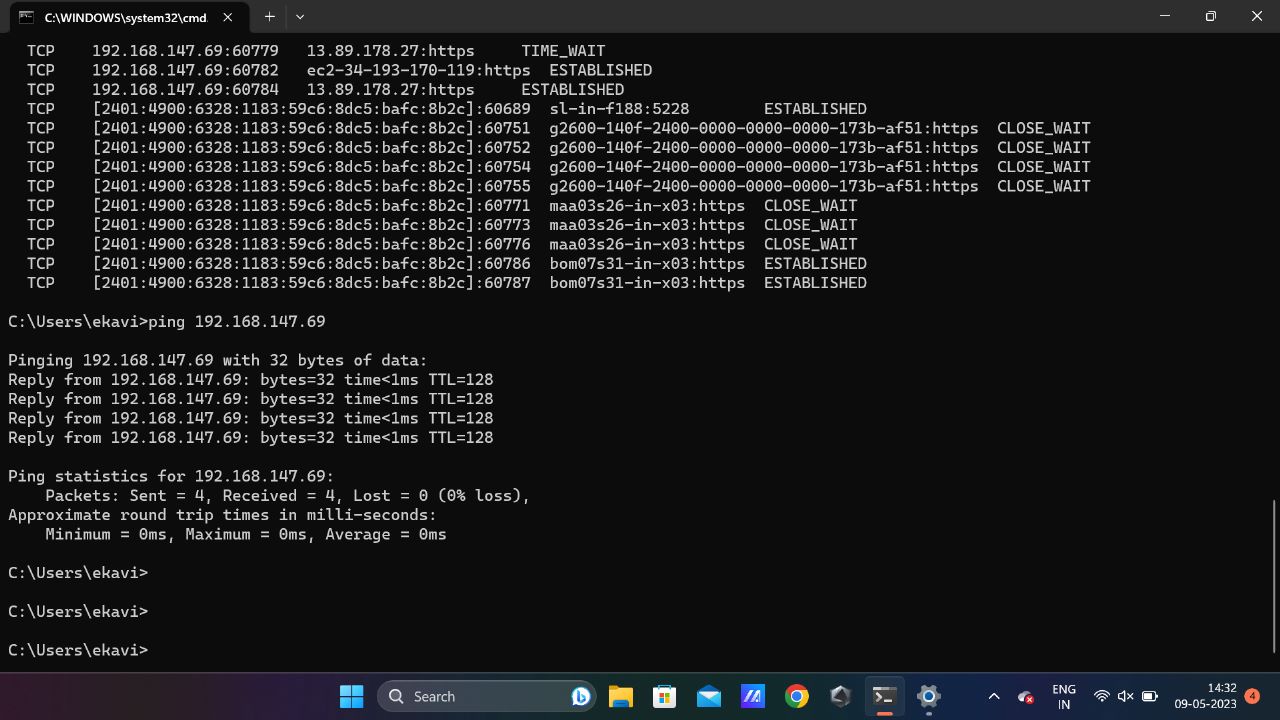 C:\WINDOWS\system32\cmd.
TCP    192.168.147.69:60779   13.89.178.27:https     TIME_WAIT
TCP    192.168.147.69:60782   ec2-34-193-170-119:https  ESTABLISHED
TCP    192.168.147.69:60784   13.89.178.27:https     ESTABLISHED
TCP    [2401:4900:6328:1183:59c6:8dc5:bafc:8b2c]:60689  sl-in-f188:5228        ESTABLISHED
TCP    [2401:4900:6328:1183:59c6:8dc5:bafc:8b2c]:60751  g2600-140f-2400-0000-0000-0000-173b-af51:https  CLOSE_WAIT
TCP    [2401:4900:6328:1183:59c6:8dc5:bafc:8b2c]:60752  g2600-140f-2400-0000-0000-0000-173b-af51:https  CLOSE_WAIT
TCP    [2401:4900:6328:1183:59c6:8dc5:bafc:8b2c]:60754  g2600-140f-2400-0000-0000-0000-173b-af51:https  CLOSE_WAIT
TCP    [2401:4900:6328:1183:59c6:8dc5:bafc:8b2c]:60755  g2600-140f-2400-0000-0000-0000-173b-af51:https  CLOSE_WAIT
TCP    [2401:4900:6328:1183:59c6:8dc5:bafc:8b2c]:60771  maa03s26-in-x03:https  CLOSE_WAIT
TCP    [2401:4900:6328:1183:59c6:8dc5:bafc:8b2c]:60773  maa03s26-in-x03:https  CLOSE_WAIT
TCP    [2401:4900:6328:1183:59c6:8dc5:bafc:8b2c]:60776  maa03s26-in-x03:https  CLOSE_WAIT
TCP    [2401:4900:6328:1183:59c6:8dc5:bafc:8b2c]:60786  bom07s31-in-x03:https  ESTABLISHED
TCP    [2401:4900:6328:1183:59c6:8dc5:bafc:8b2c]:60787  bom07s31-in-x03:https  ESTABLISHED
C:\Users\ekavi>ping 192.168.147.69
Pinging 192.168.147.69 with 32 bytes of data:
Reply from 192.168.147.69: bytes=32 time<1ms TTL=128
Reply from 192.168.147.69: bytes=32 time<1ms TTL=128
Reply from 192.168.147.69: bytes=32 time<1ms TTL=128
Reply from 192.168.147.69: bytes=32 time<1ms TTL=128
Ping statistics for 192.168.147.69:
Packets: Sent = 4, Received = 4, Lost = 0 (0% loss),
Approximate round trip times in milli-seconds:
Minimum = 0ms, Maximum = 0ms, Average = 0ms
C:\Users\ekavi>
C:\Users\ekavi>
C:\Users\ekavi>
Search
ENG
IN
14:32
09-05-2023
4